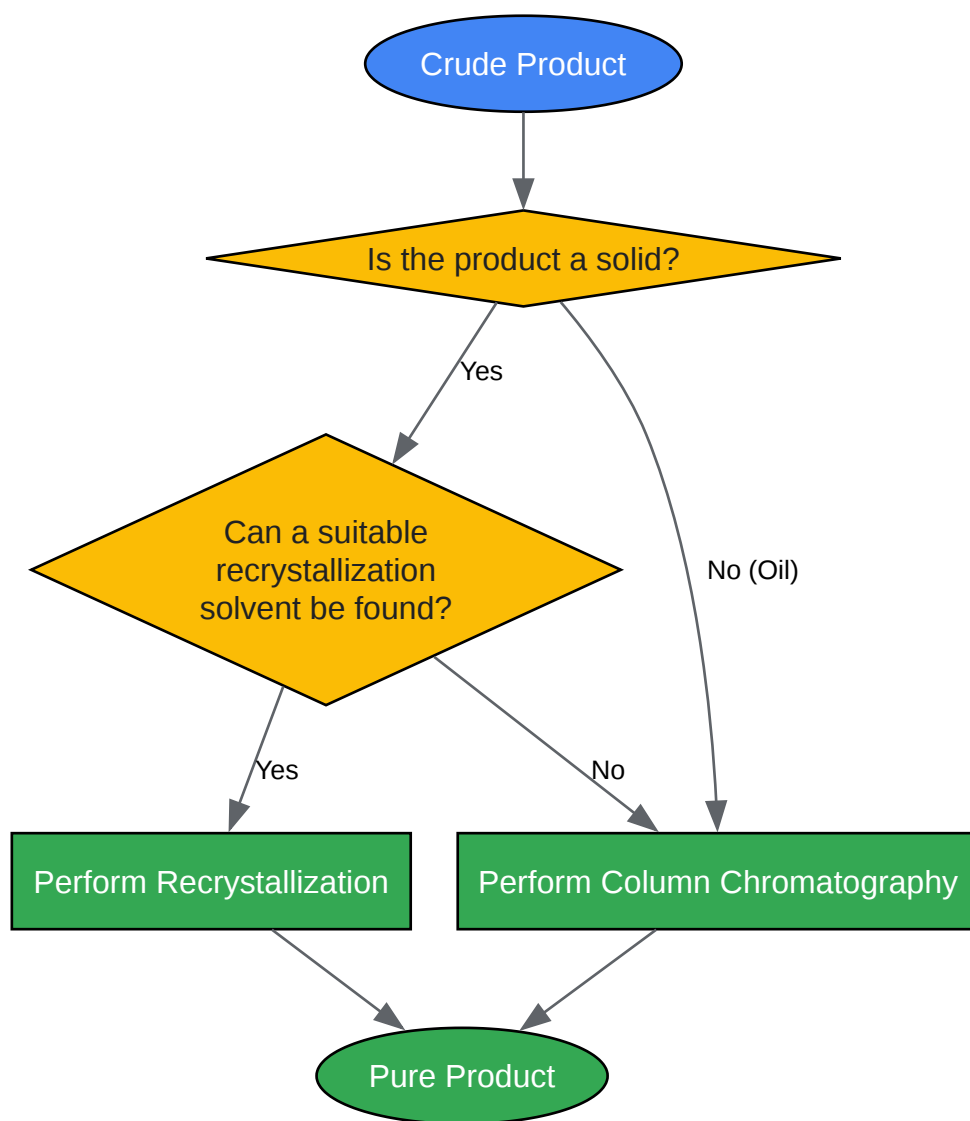 Crude Product
Is the product a solid?
Yes
Can a suitable
recrystallization
solvent be found?
No (Oil)
Yes
No
Perform Recrystallization
Perform Column Chromatography
Pure Product